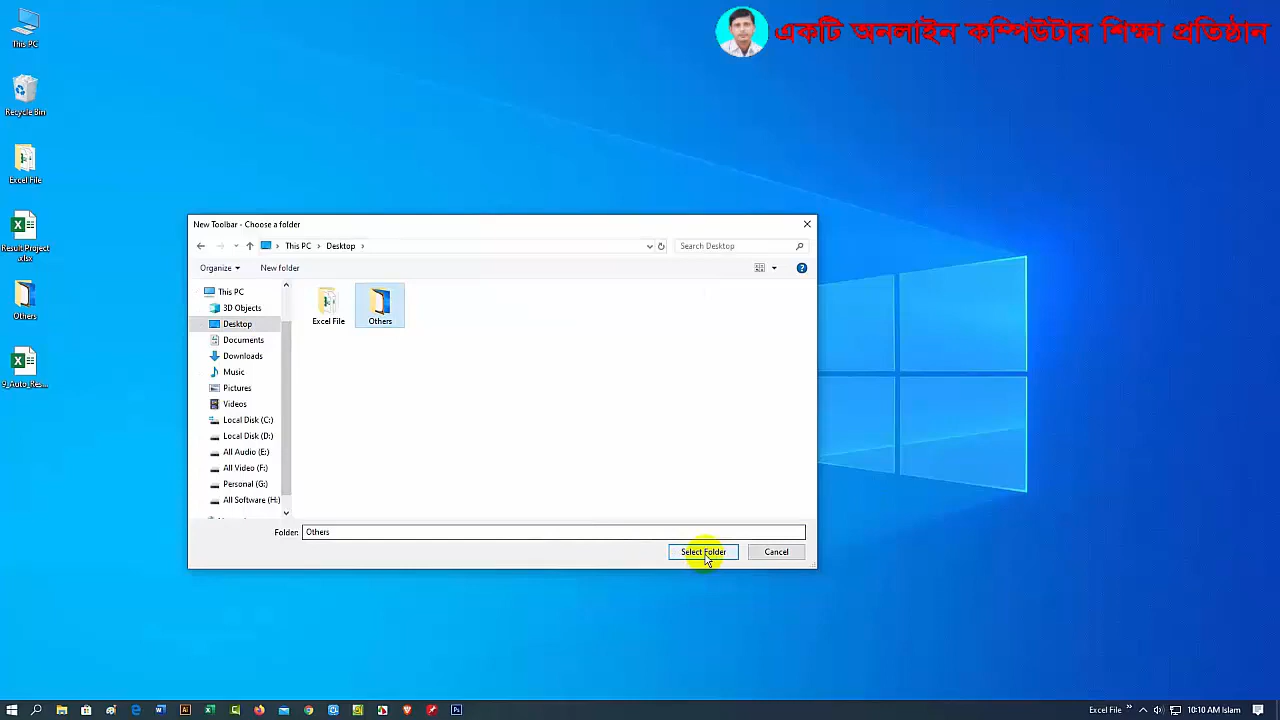 This PC
একটি অনলাইন কম্পিউটার শিক্ষা প্রতিষ্ঠান
Recycle Bin
Excel File
Result Project
.xlsx
Others
9_Auto_Res...
New Toolbar - Choose a folder
This PC
Desktop
Search Desktop
Organize
New folder
This PC
3D Objects
Desktop
Documents
Downloads
Music
Pictures
Videos
Local Disk (C:)
Local Disk (D:)
All Audio (E:)
All Video (F:)
Personal (G:)
All Software (H:)
Excel File
Others
Folder: Others
Select Folder
Cancel
Excel File
10:10 AM Islam